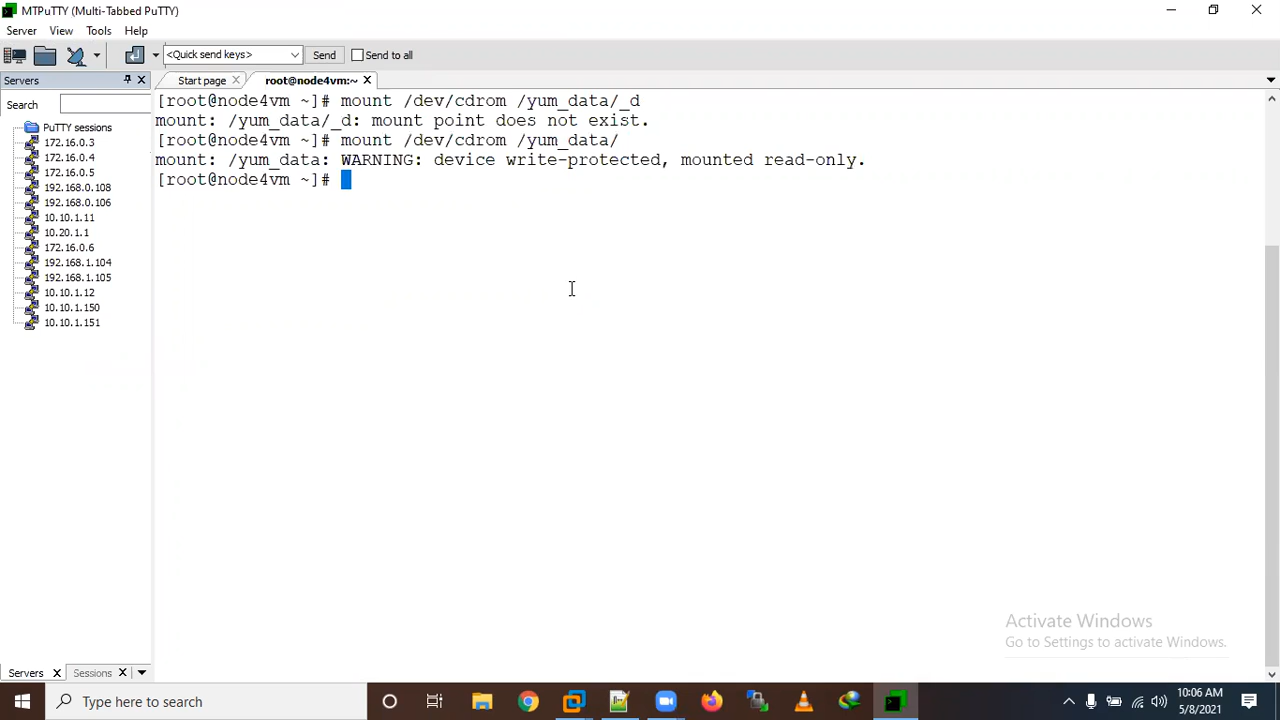 MTPuTTY (Multi-Tabbed PuTTY)
Server View Tools Help
<Quick send keys> Send Send to all
Servers
Start page
root@node4vm:~
Search
PuTTY sessions
172.16.0.3
172.16.0.4
172.16.0.5
192.168.0.108
192.168.0.106
10.10.1.11
10.20.1.1
172.16.0.6
192.168.1.104
192.168.1.105
10.10.1.12
10.10.1.150
10.10.1.151
[root@node4vm ~]# mount /dev/cdrom /yum_data/_d
mount: /yum_data/_d: mount point does not exist.
[root@node4vm ~]# mount /dev/cdrom /yum_data/
mount: /yum_data: WARNING: device write-protected, mounted read-only.
[root@node4vm ~]#
Activate Windows
Go to Settings to activate Windows.
Servers Sessions
Type here to search
10:06 AM
5/8/2021